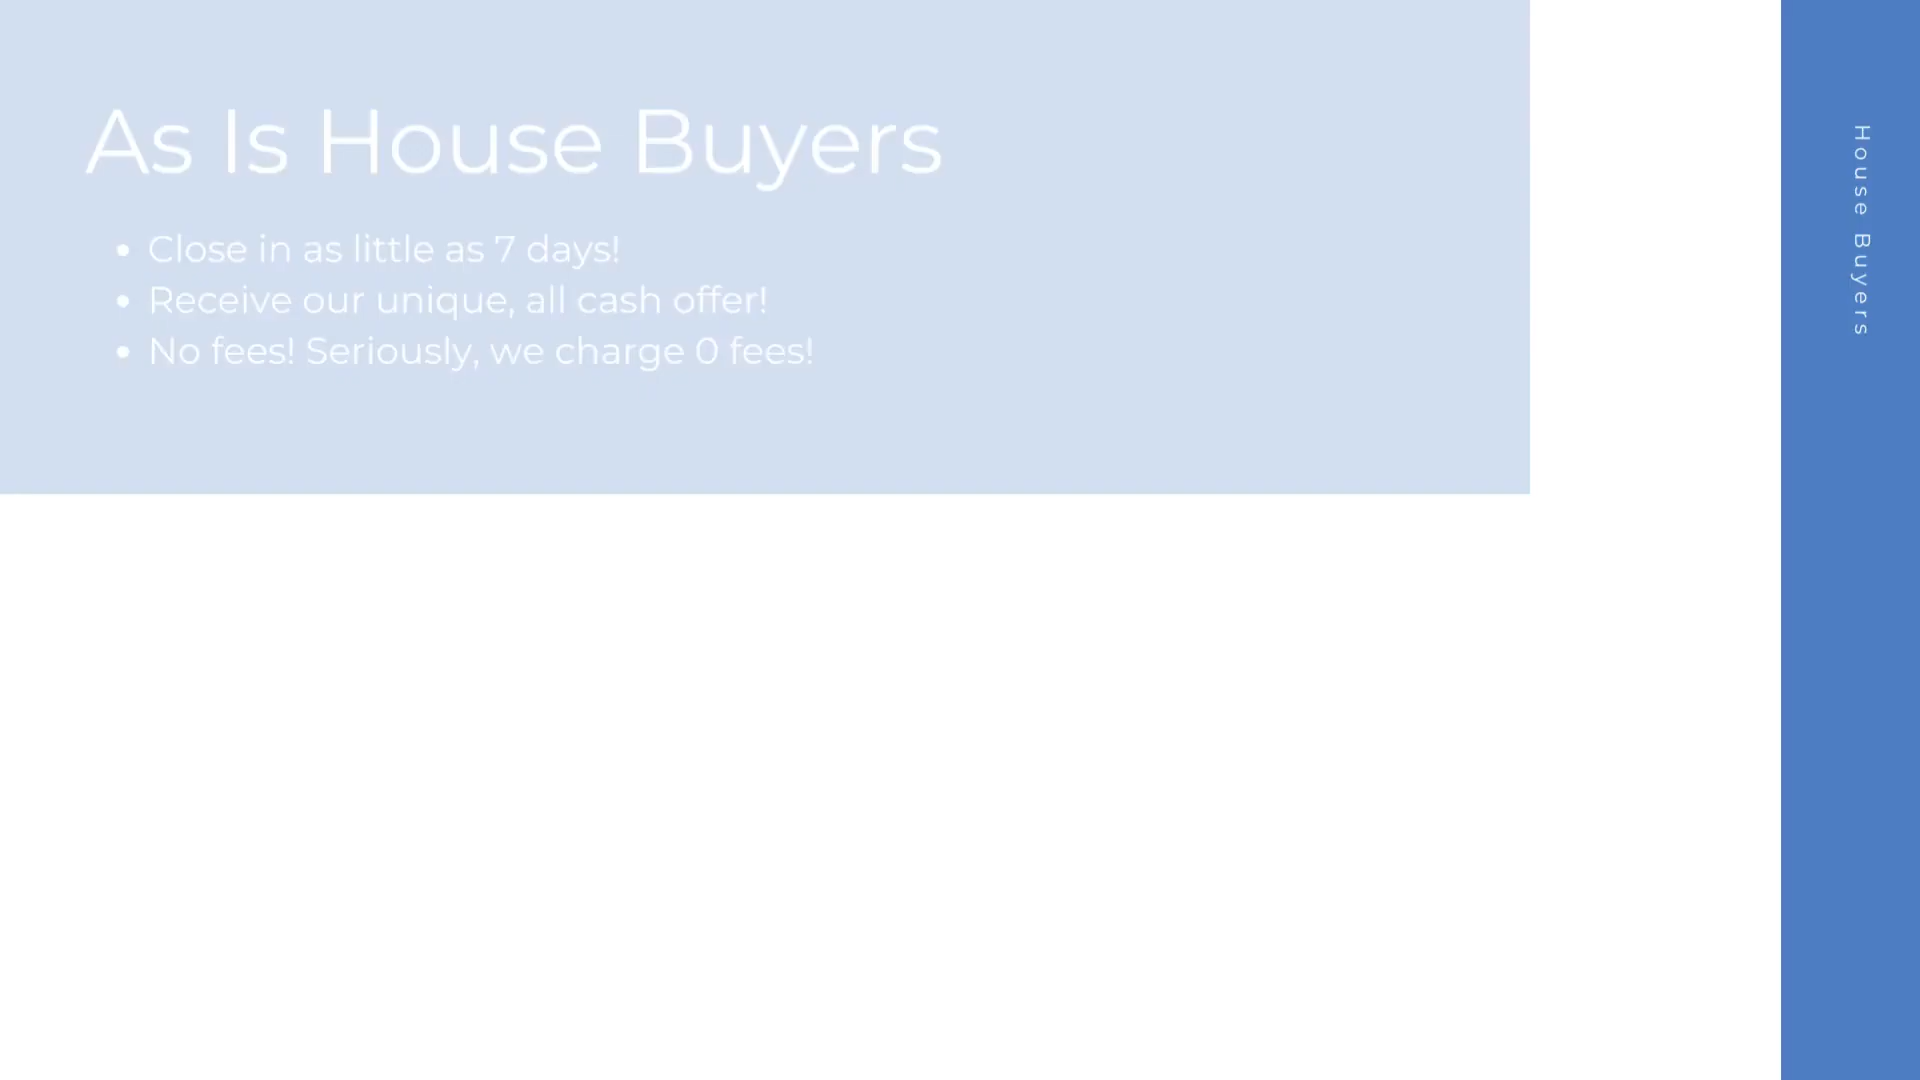 As Is House Buyers
• Close in as little as 7 days!
• Receive our unique, all cash offer!
• No fees! Seriously, we charge 0 fees!
House Buyers